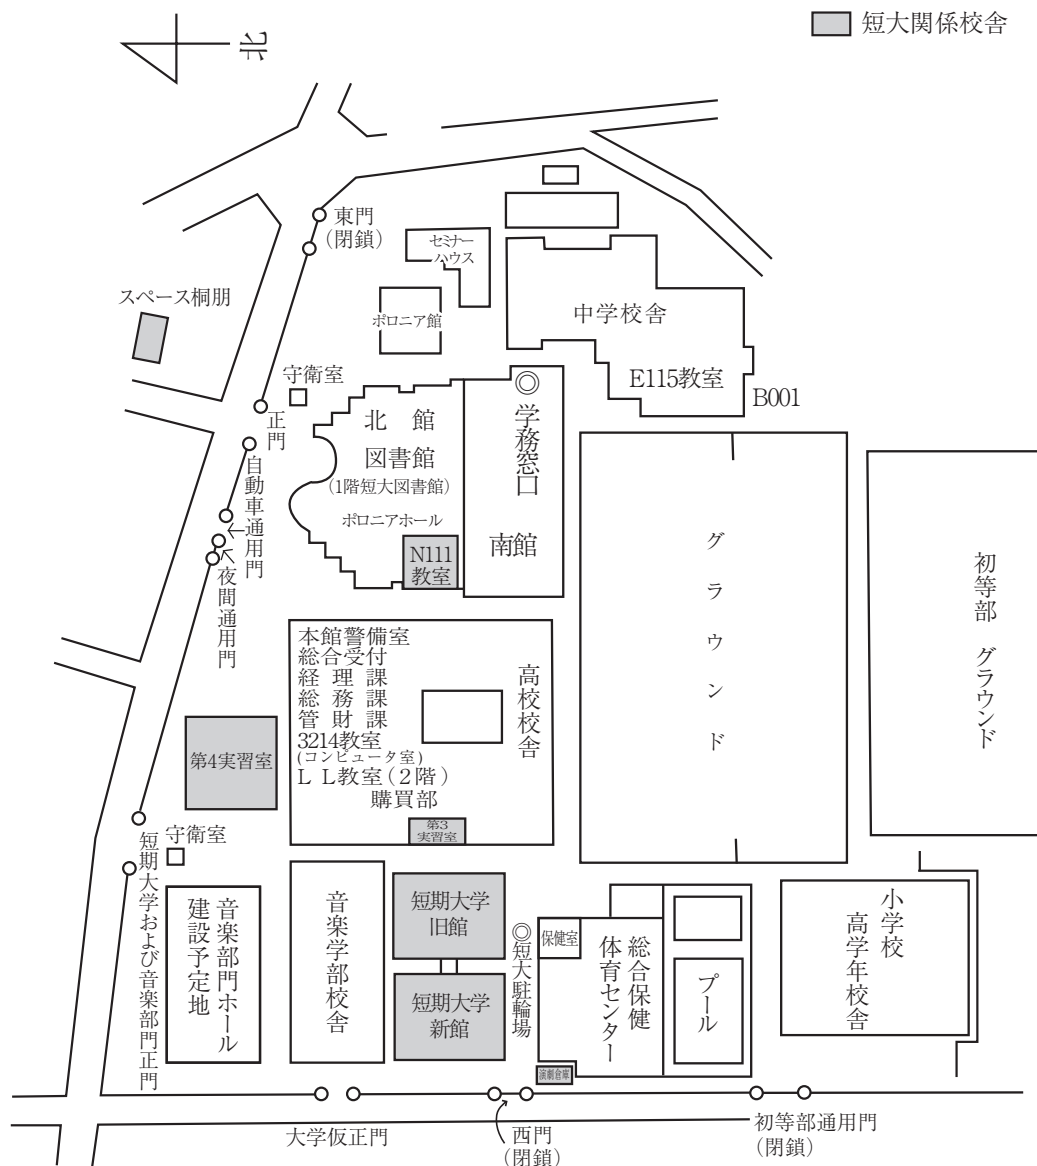 短大関係校舎
北
東門
(閉鎖)
セミナー
ハウス
スペース桐朋
ポロニア館
中学校舎
E115教室
B001
守衛室
正門
北館
図書館
(1階短大図書館)
ポロニアホール
N111
教室
◎学務窓口
南館
自動車通用門
夜間通用門
グラウンド
初等部 グラウンド
本館警備室
総合受付
経理課
総務課
管財課
3214教室
(コンピュータ室)
LL教室(2階)
購買部
高校校舎
第3
実習室
第4実習室
守衛室
短期大学および音楽部門正門
音楽部門ホール
建設予定地
音楽学部校舎
短期大学
旧館
短期大学
新館
◎短大駐輪場
保健室
総合保健
体育センター
プール
演劇倉庫
小学校
高学年校舎
大学仮正門
西門
(閉鎖)
初等部通用門
(閉鎖)